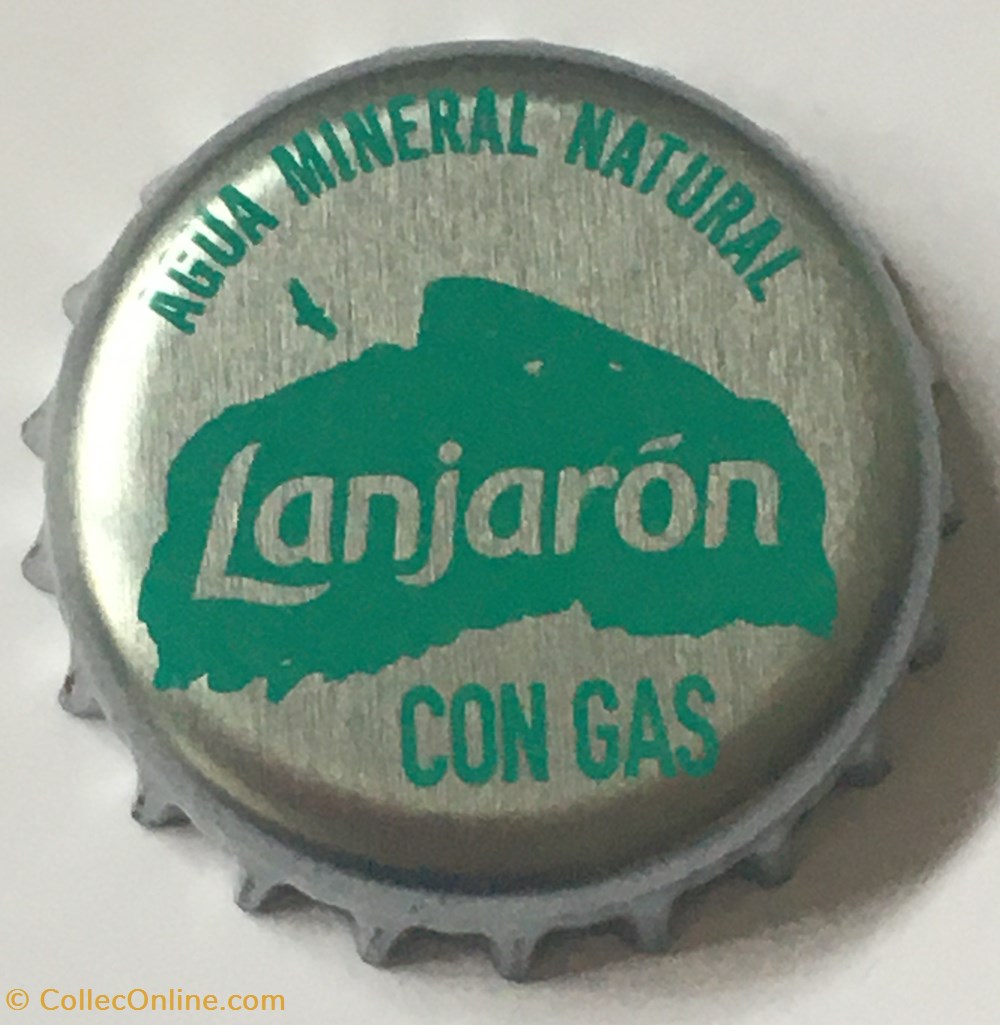 AGUA MINERAL NATURAL
Lanjarón
CON GAS
© CollecOnline.com